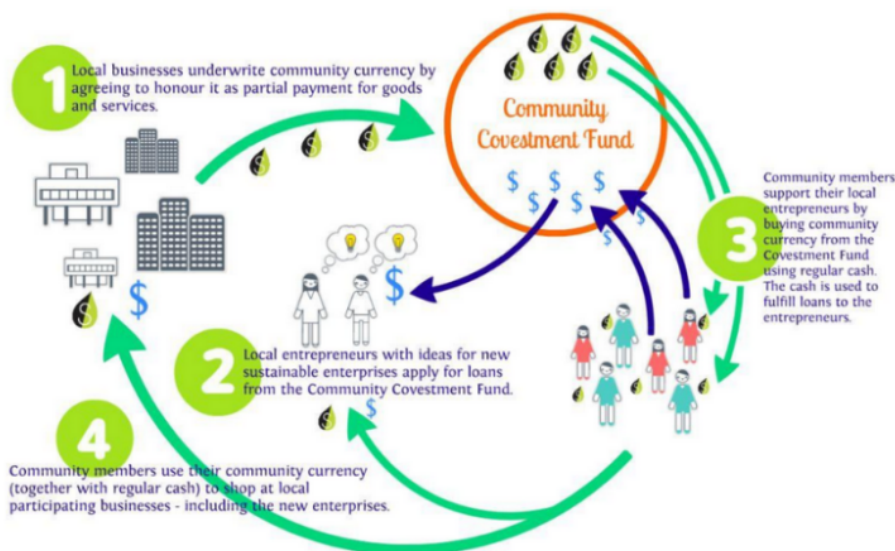 1
Local businesses underwrite community currency by
agreeing to honour it as partial payment for goods
and services.
Community
Covestment Fund
$ $ $ $ $
$ $ $ $ $ $
$ $ $
3
Community members
support their local
entrepreneurs by
buying community
currency from the
Covestment Fund
using regular cash.
The cash is used to
fulfill loans to the
entrepreneurs.
$ $
$
2
Local entrepreneurs with ideas for new
sustainable enterprises apply for loans
from the Community Covestment Fund.
$ $
4
Community members use their community currency
(together with regular cash) to shop at local
participating businesses - including the new enterprises.